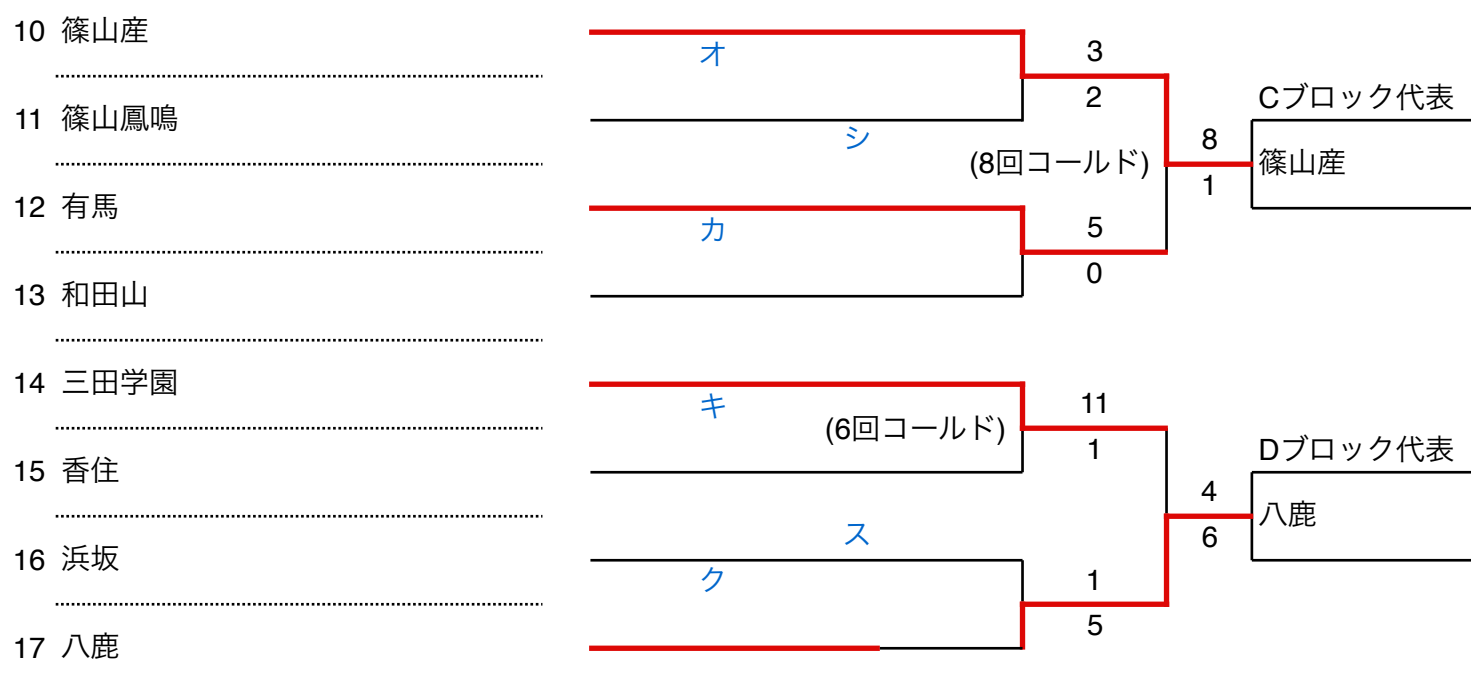 10 篠山産
オ
3
2
11 篠山鳳鳴
シ
(8回コールド)
8
1
Cブロック代表
篠山産
12 有馬
カ
5
0
13 和田山
14 三田学園
キ
(6回コールド)
11
1
15 香住
ス
4
6
Dブロック代表
八鹿
16 浜坂
ク
1
5
17 八鹿